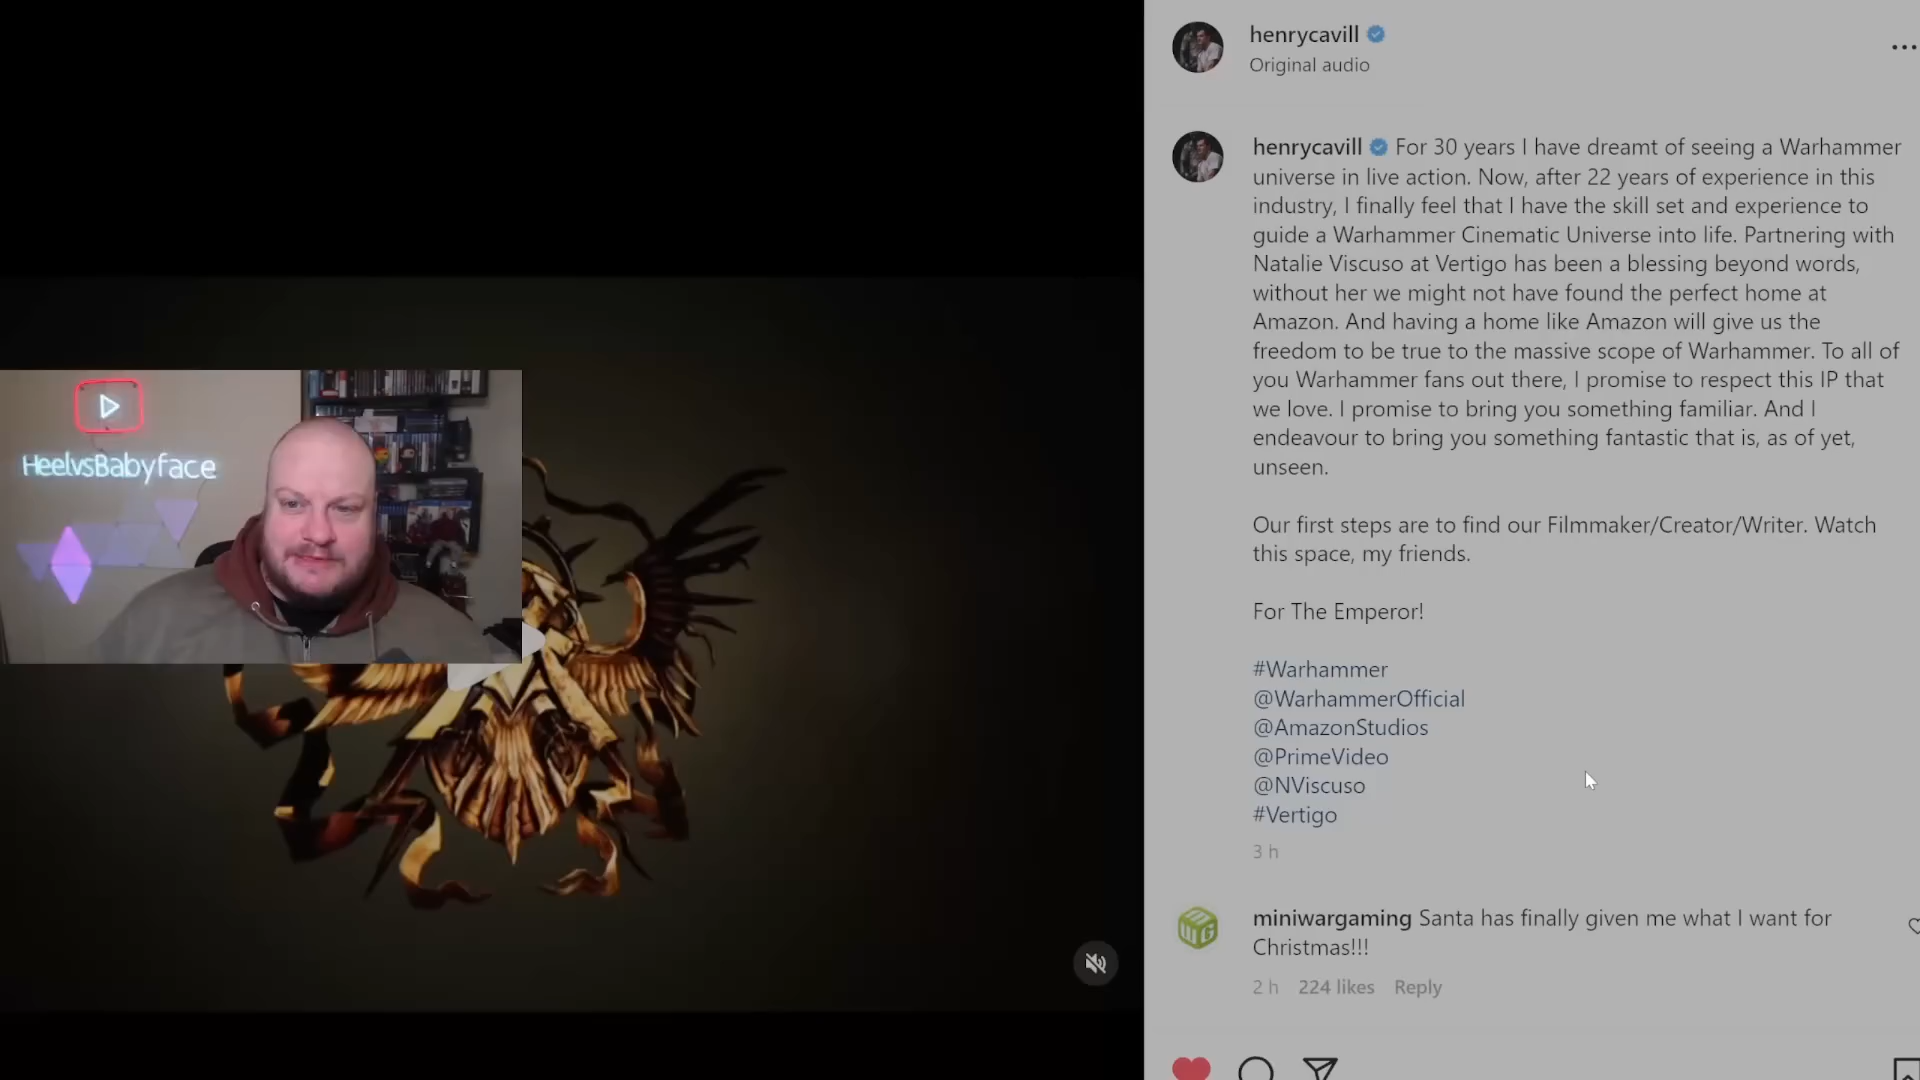 henrycavill
Original audio
henrycavill For 30 years I have dreamt of seeing a Warhammer
universe in live action. Now, after 22 years of experience in this
industry, I finally feel that I have the skill set and experience to
guide a Warhammer Cinematic Universe into life. Partnering with
Natalie Viscuso at Vertigo has been a blessing beyond words,
without her we might not have found the perfect home at
Amazon. And having a home like Amazon will give us the
freedom to be true to the massive scope of Warhammer. To all of
you Warhammer fans out there, I promise to respect this IP that
we love. I promise to bring you something familiar. And I
endeavour to bring you something fantastic that is, as of yet,
unseen.
Our first steps are to find our Filmmaker/Creator/Writer. Watch
this space, my friends.
For The Emperor!
#Warhammer
@WarhammerOfficial
@AmazonStudios
@PrimeVideo
@NViscuso
#Vertigo
3 h
miniwargaming Santa has finally given me what I want for
Christmas!!!
2 h 224 likes Reply
HeelvsBabyface
WG